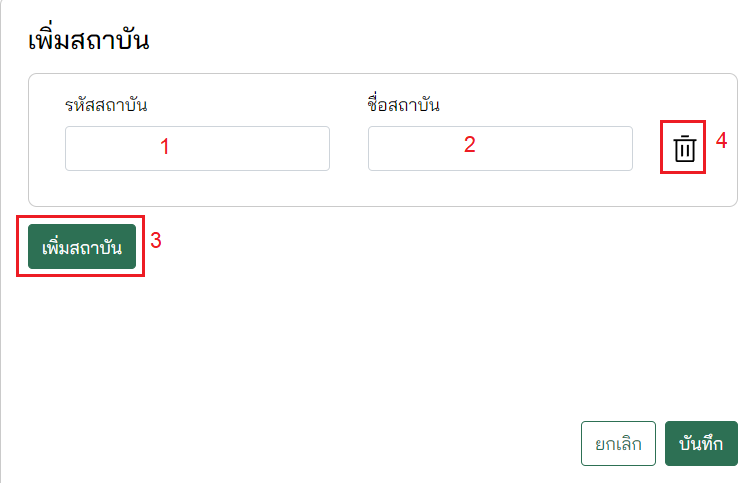 เพิ่มสถาบัน
รหัสสถาบัน ชื่อสถาบัน
1 2 4
เพิ่มสถาบัน 3
ยกเลิก บันทึก